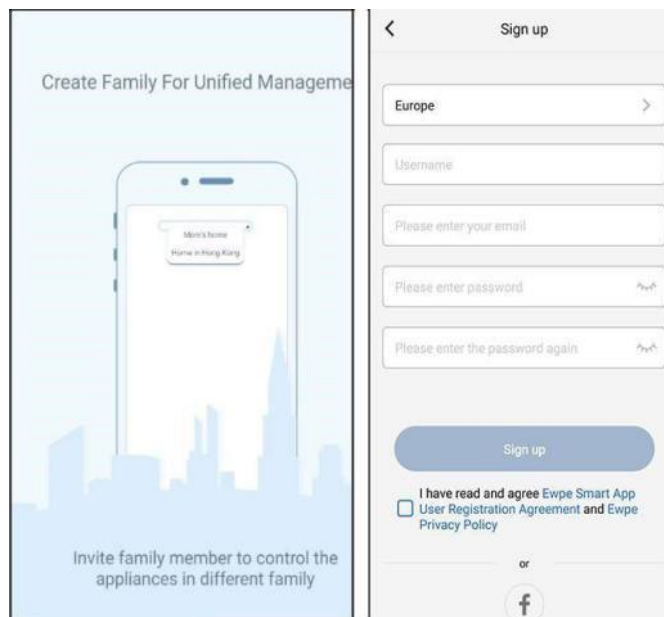 Create Family For Unified Manageme
Mom's home
Home in Hong Kong
Invite family member to control the
appliances in different family
Sign up
Europe
Username
Please enter your email
Please enter password
Please enter the password again
Sign up
I have read and agree Ewpe Smart App
User Registration Agreement and Ewpe
Privacy Policy
or
f